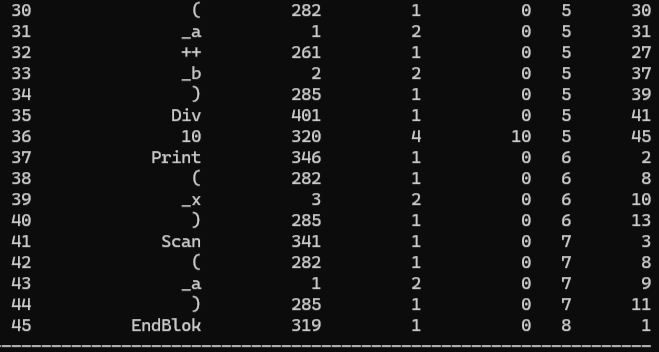 30 ( 282 1 0 5 30
31 _a 1 2 0 5 31
32 ++ 261 1 0 5 27
33 _b 2 2 0 5 37
34 ) 285 1 0 5 39
35 Div 401 1 0 5 41
36 10 320 4 10 5 45
37 Print 346 1 0 6 2
38 ( 282 1 0 6 8
39 _x 3 2 0 6 10
40 ) 285 1 0 6 13
41 Scan 341 1 0 7 3
42 ( 282 1 0 7 8
43 _a 1 2 0 7 9
44 ) 285 1 0 7 11
45 EndBlok 319 1 0 8 1